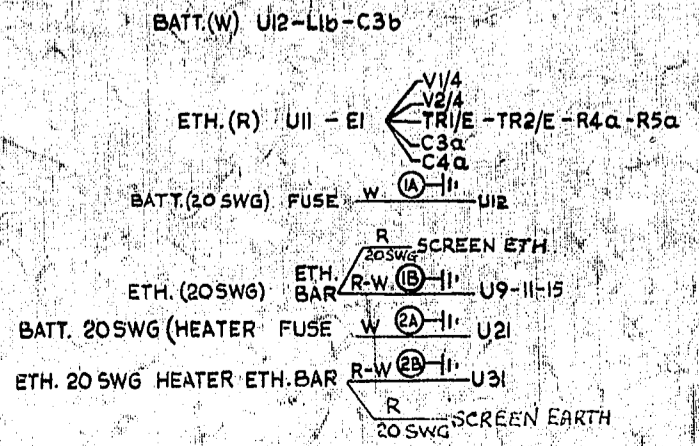 BATT.(W) U12-L1b-C3b
V1/4
V2/4
ETH.(R) U11 - E1 TR1/E -TR2/E -R4a -R5a
C3a
C4a
BATT.(20 SWG) FUSE W 1A U12
R SCREEN ETH.
20SWG
ETH. (20SWG) ETH. BAR R-W 1B U9-11-15
BATT. 20SWG (HEATER FUSE W 2A U21
ETH. 20 SWG HEATER ETH. BAR R-W 2B U31
R SCREEN EARTH
20 SWG